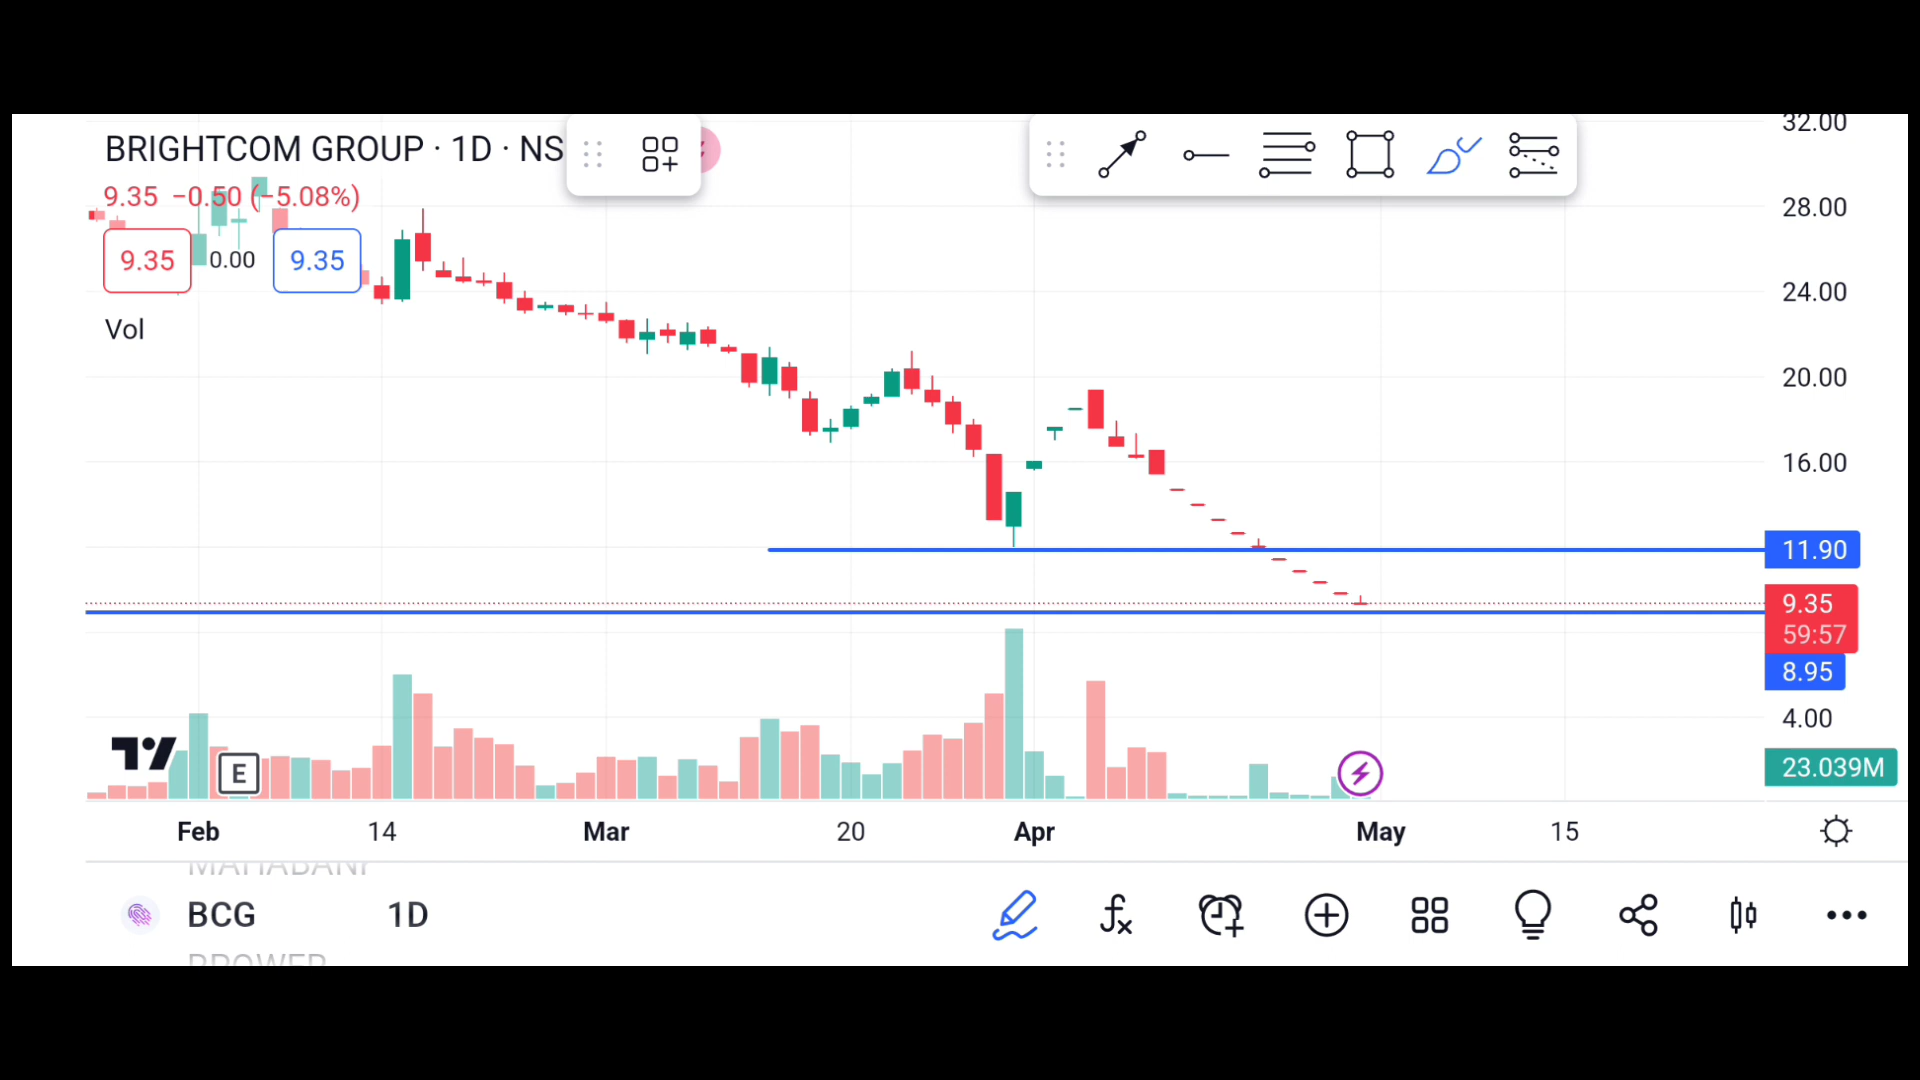 BRIGHTCOM GROUP · 1D · NS
9.35 −0.50 (−5.08%)
9.35 0.00 9.35
Vol
32.00
28.00
24.00
20.00
16.00
11.90
9.35
59:57
8.95
4.00
23.039M
E
Feb 14 Mar 20 Apr May 15
BCG 1D